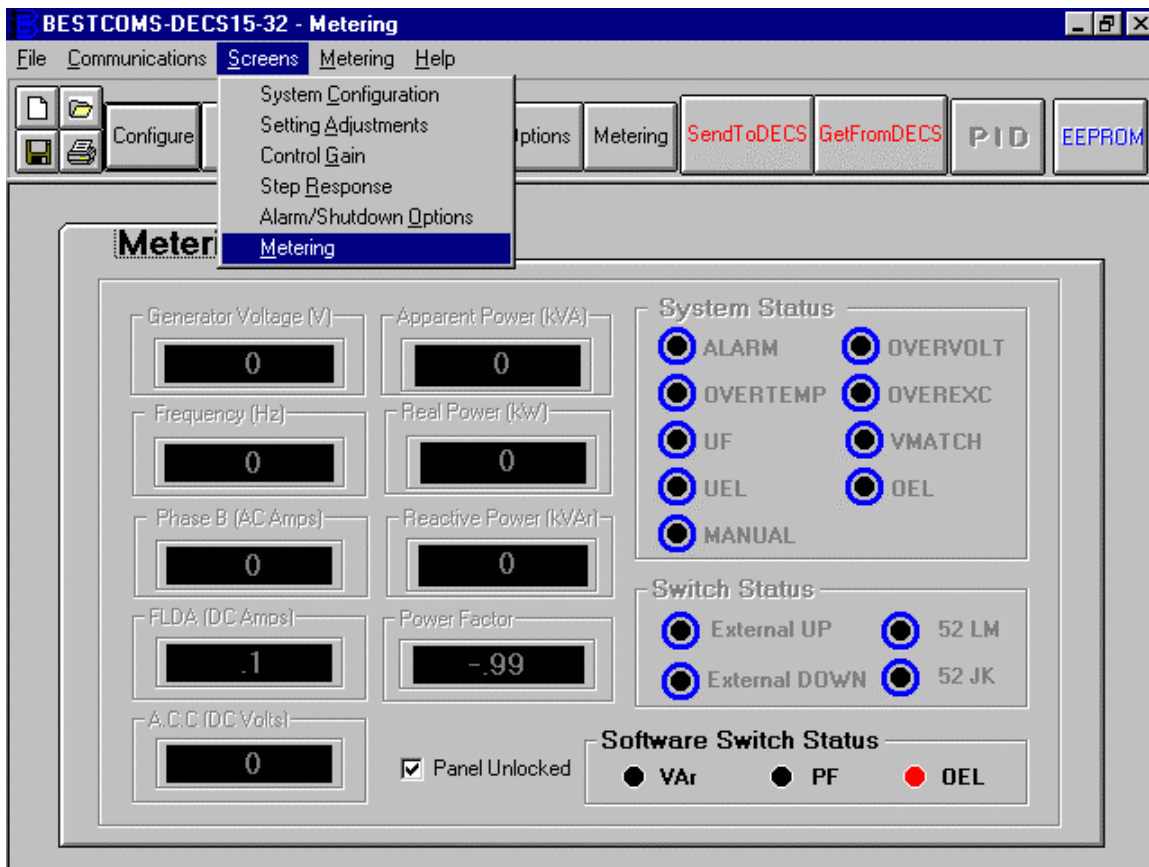 BESTCOMS-DECS15-32 - Metering
File Communications Screens Metering Help
System Configuration
Setting Adjustments
Control Gain
Step Response
Alarm/Shutdown Options
Metering
Configure
Metering
SendToDECS
GetFromDECS
PID
EEPROM
Generator Voltage (V)
0
Apparent Power (kVA)
0
Frequency (Hz)
0
Real Power (kW)
0
Phase B (AC Amps)
0
Reactive Power (kVAr)
0
FLDA (DC Amps)
.1
Power Factor
-.99
A.C.C (DC Volts)
0
Panel Unlocked
System Status
ALARM OVERVOLT
OVERTEMP OVEREXC
UF VMATCH
UEL OEL
MANUAL
Switch Status
External UP 52 LM
External DOWN 52 JK
Software Switch Status
VAr PF OEL